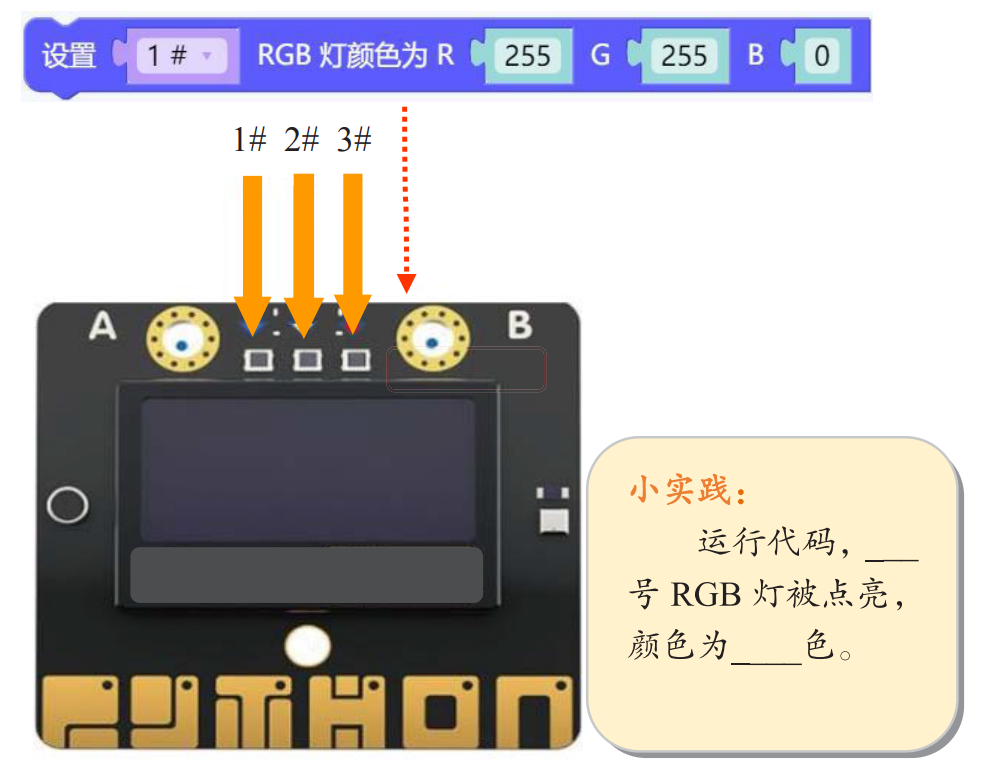 设置 1 # RGB 灯颜色为 R 255 G 255 B 0
1# 2# 3#
A B
小实践：
运行代码，___
号 RGB 灯被点亮，
颜色为____色。
PYTHON